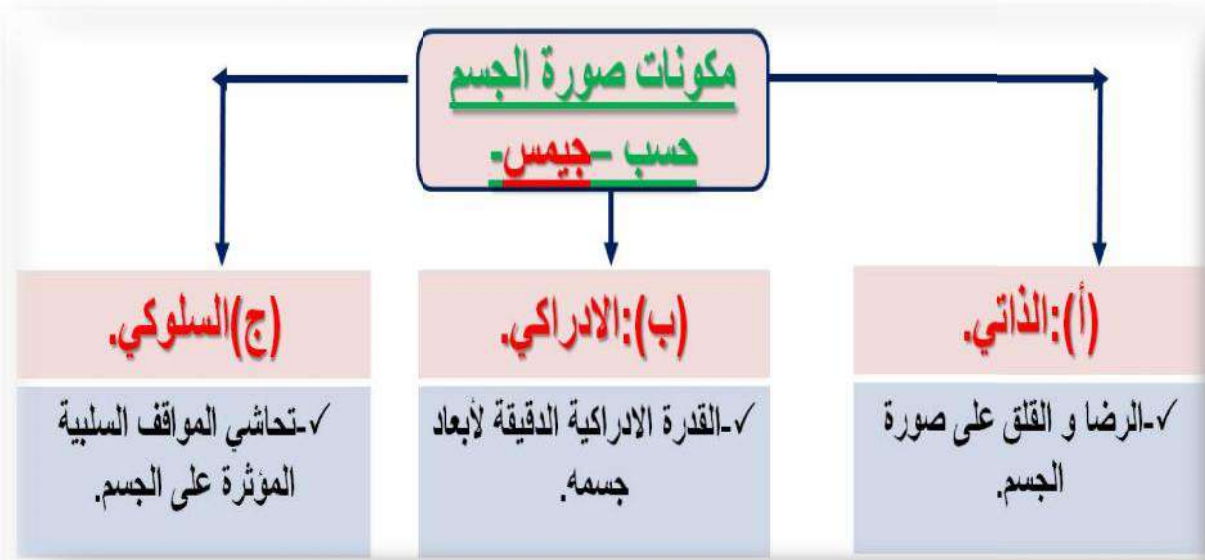 مكونات صورة الجسم
حسب –جيمس-
(أ):الذاتي.
✓-الرضا و القلق على صورة
الجسم.
(ب):الادراكي.
✓-القدرة الادراكية الدقيقة لأبعاد
جسمه.
(ج)السلوكي.
✓-تحاشي المواقف السلبية
المؤثرة على الجسم.